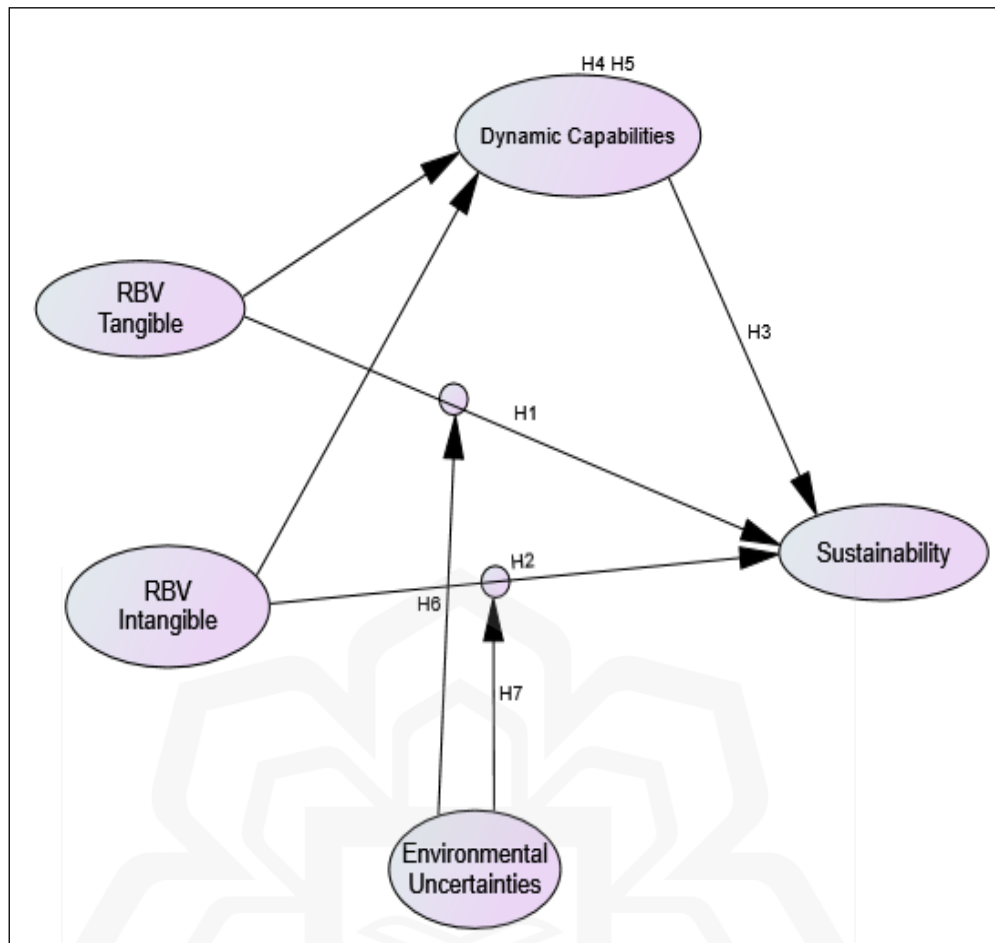 H4 H5
Dynamic Capabilities
RBV
Tangible
H3
H1
H2
Sustainability
RBV
Intangible
H6
H7
Environmental
Uncertainties